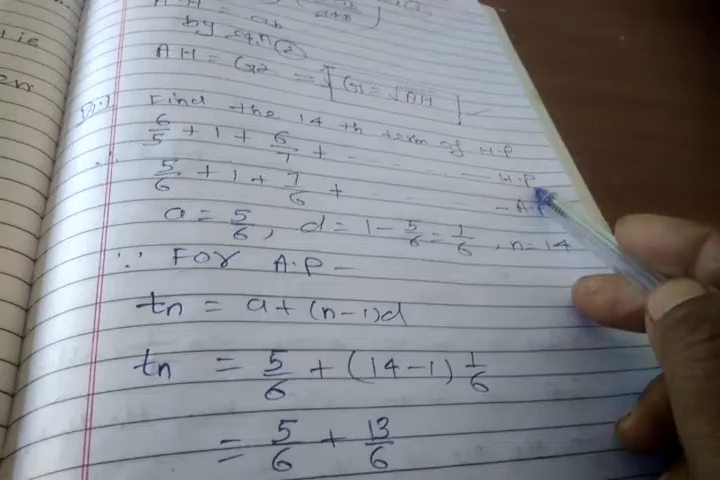 by eqn (2)
AH = G² = [G = √AH]
Find the 14 th term of H.P
6/5 + 1 + 6/7 + - - - - - - H.P
∴ 5/6 + 1 + 7/6 + - - - - - - A.P
a = 5/6, d = 1 - 5/6 = 1/6, n = 14
∵ FOR A.P -
tn = a + (n-1)d
tn = 5/6 + (14-1) 1/6
= 5/6 + 13/6